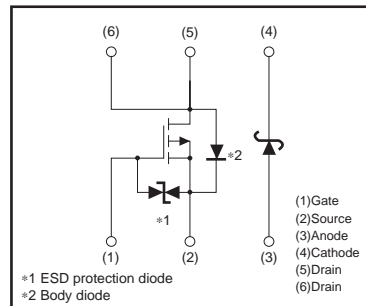 (6) (5) (4)
∗2
∗1
(1) (2) (3)
(1)Gate
(2)Source
(3)Anode
(4)Cathode
(5)Drain
(6)Drain
∗1 ESD protection diode
∗2 Body diode